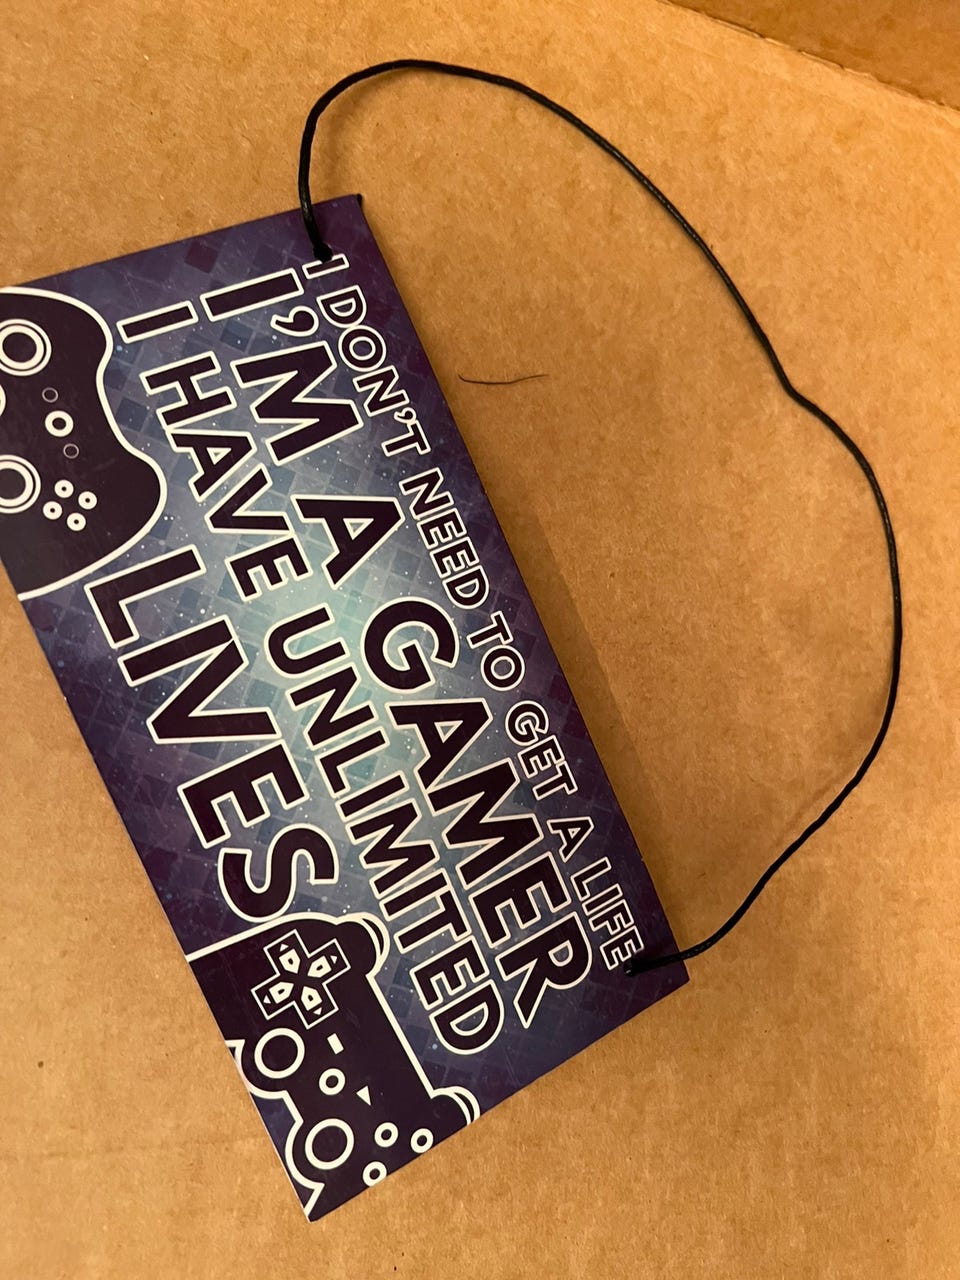 I DON'T NEED TO GET A LIFE
I'M A GAMER
I HAVE UNLIMITED
LIVES